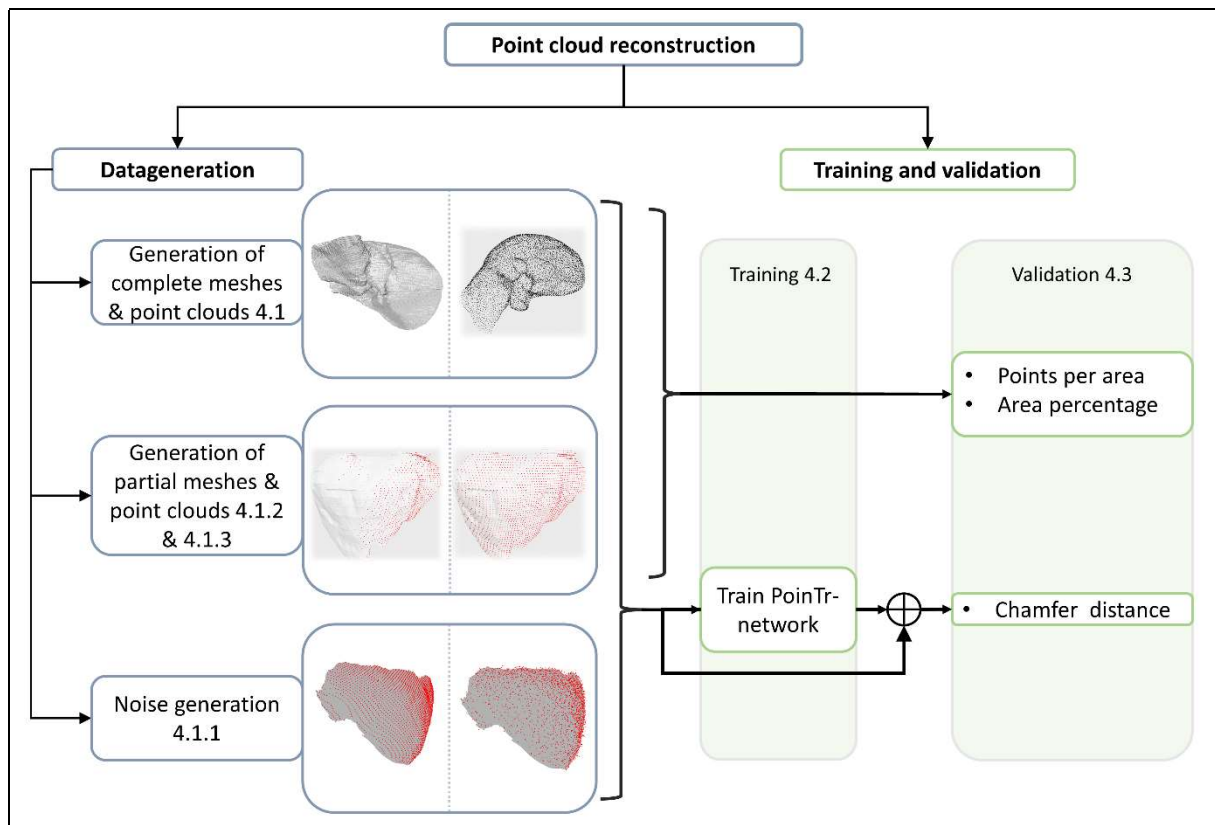 Point cloud reconstruction
Datageneration
Training and validation
Generation of
complete meshes
& point clouds 4.1
Generation of
partial meshes &
point clouds 4.1.2
& 4.1.3
Noise generation
4.1.1
Training 4.2
Validation 4.3
• Points per area
• Area percentage
Train PoinTr-
network
• Chamfer distance